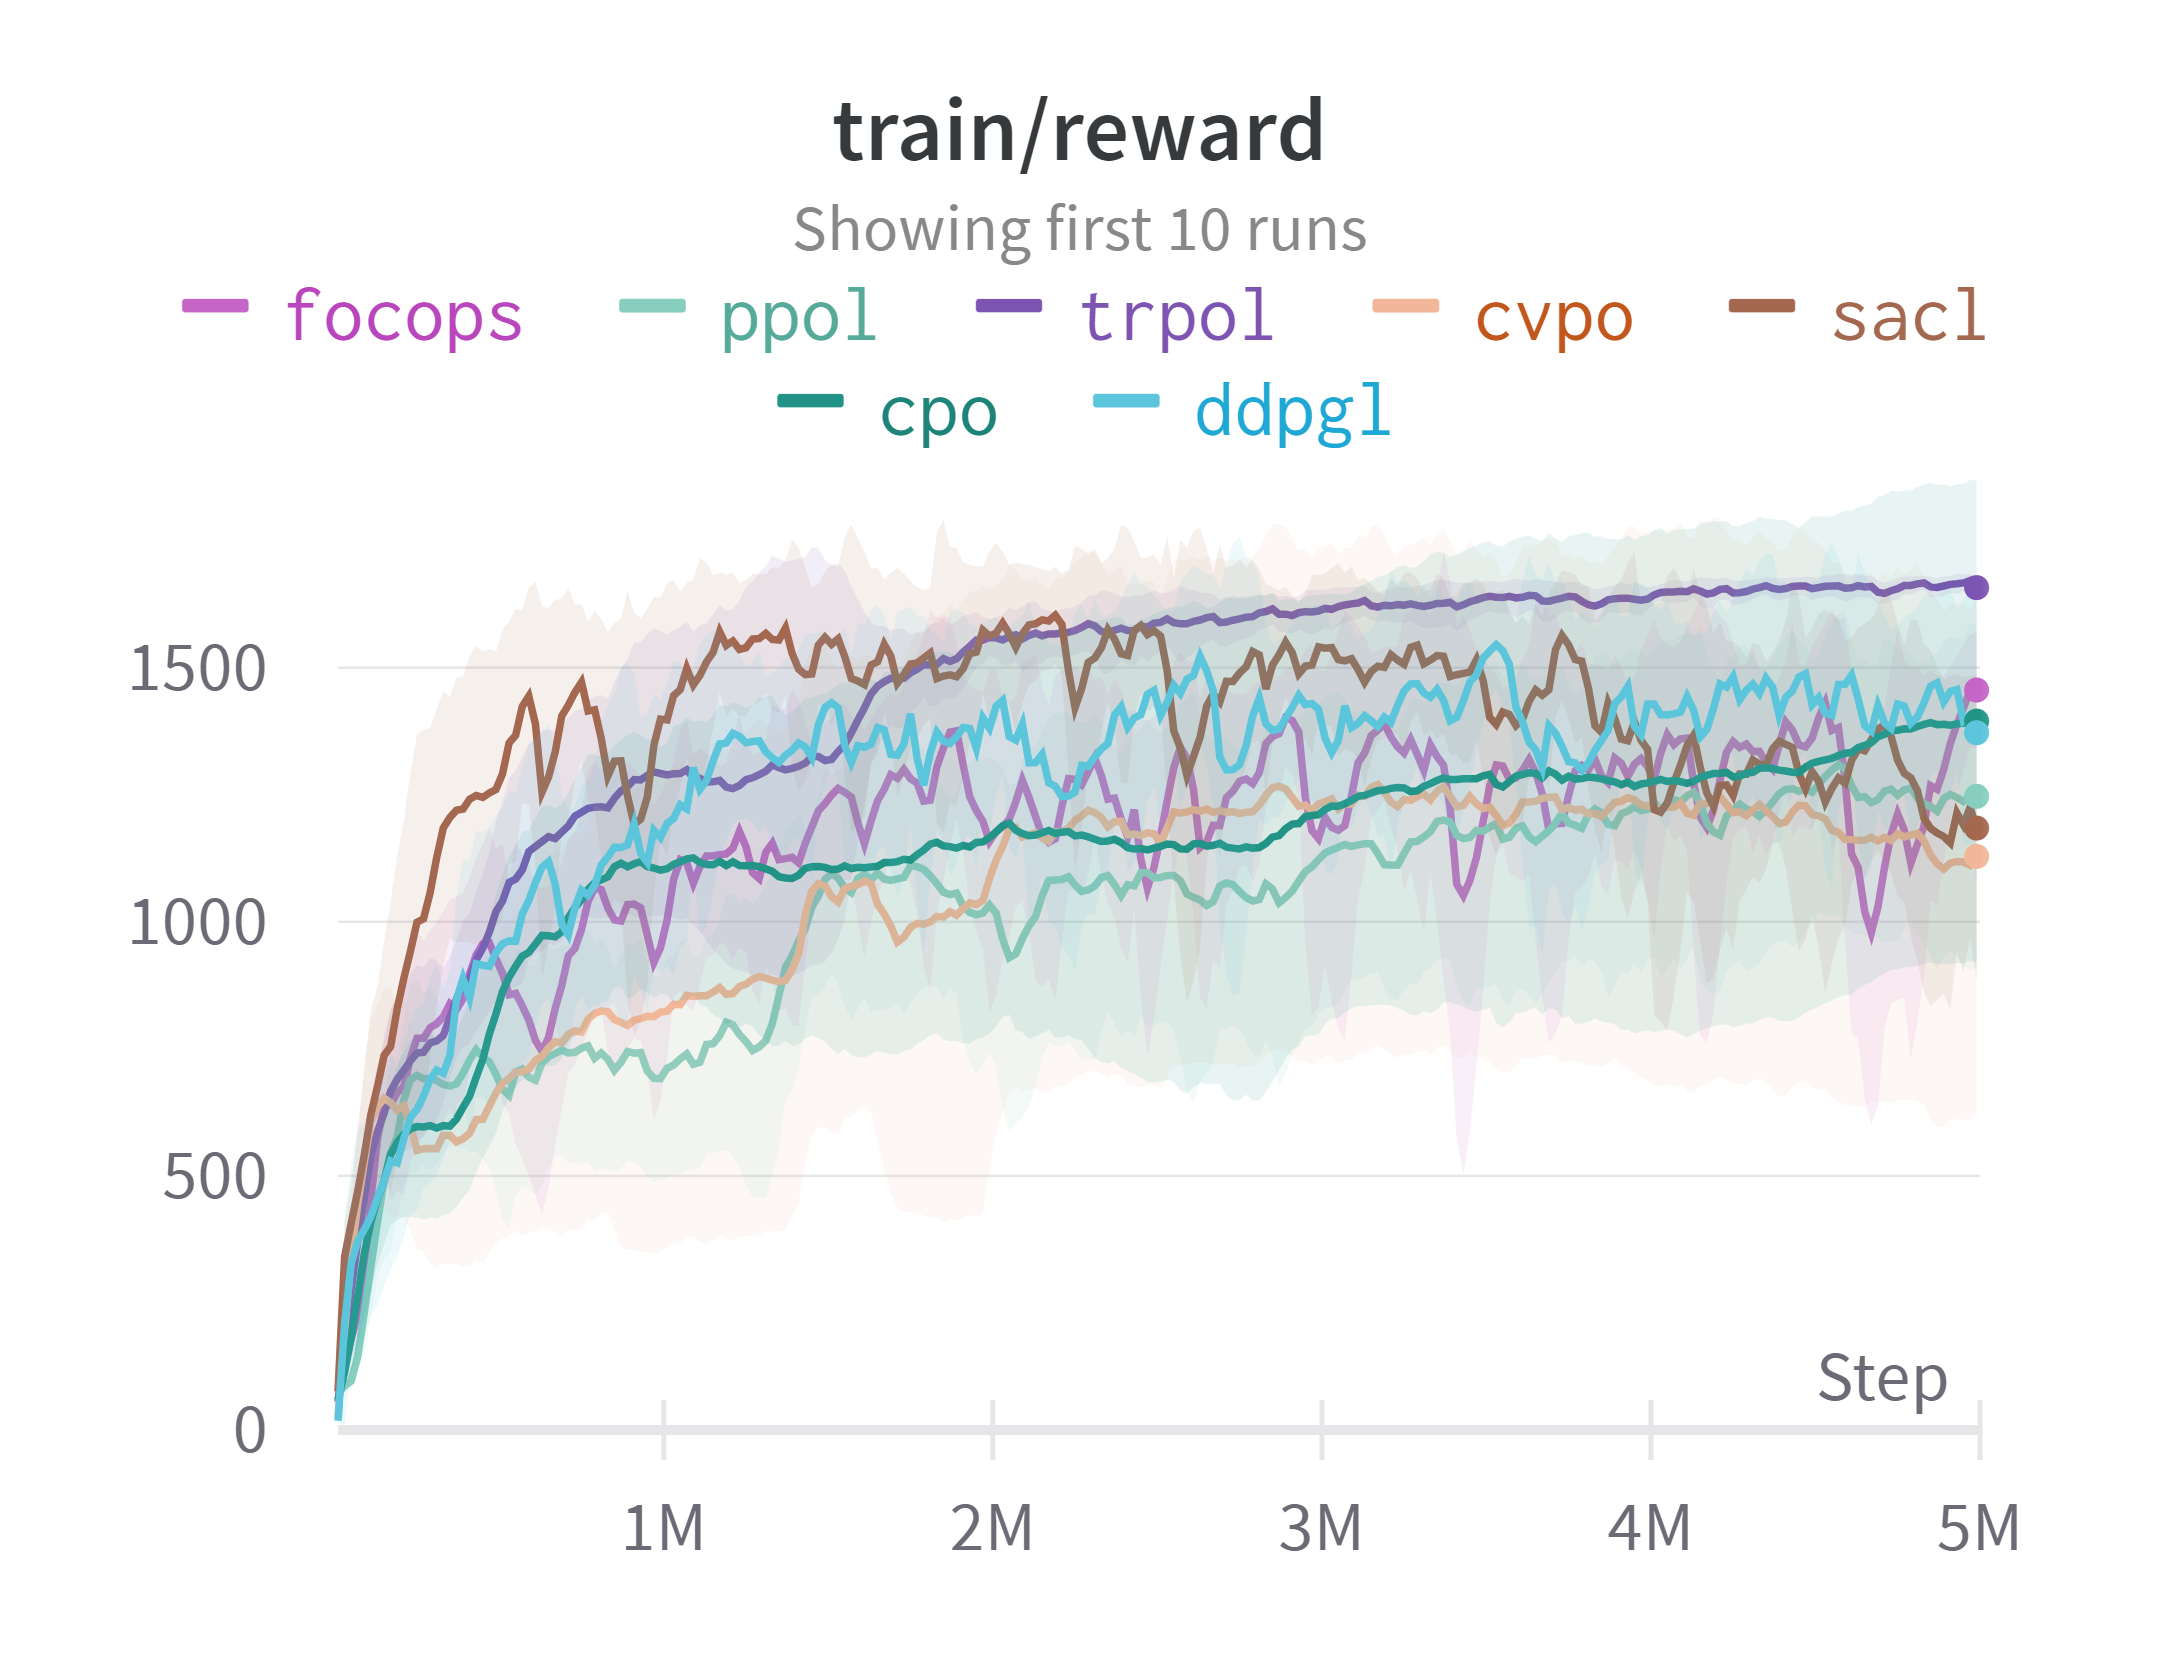 train/reward
Showing first 10 runs
focops ppol trpol cvpo sacl
cpo ddpgl
1500
1000
500
0
Step
1M 2M 3M 4M 5M